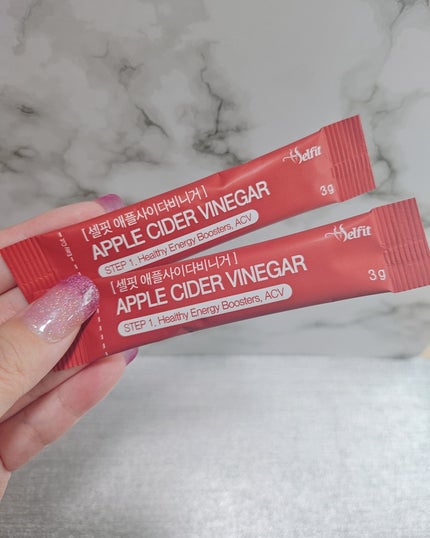 Selfit
[ 셀핏 애플사이다비니거 ]
APPLE CIDER VINEGAR
3g
STEP 1. Healthy Energy Boosters, ACV
Selfit
[ 셀핏 애플사이다비니거 ]
APPLE CIDER VINEGAR
3g
STEP 1. Healthy Energy Boosters, ACV